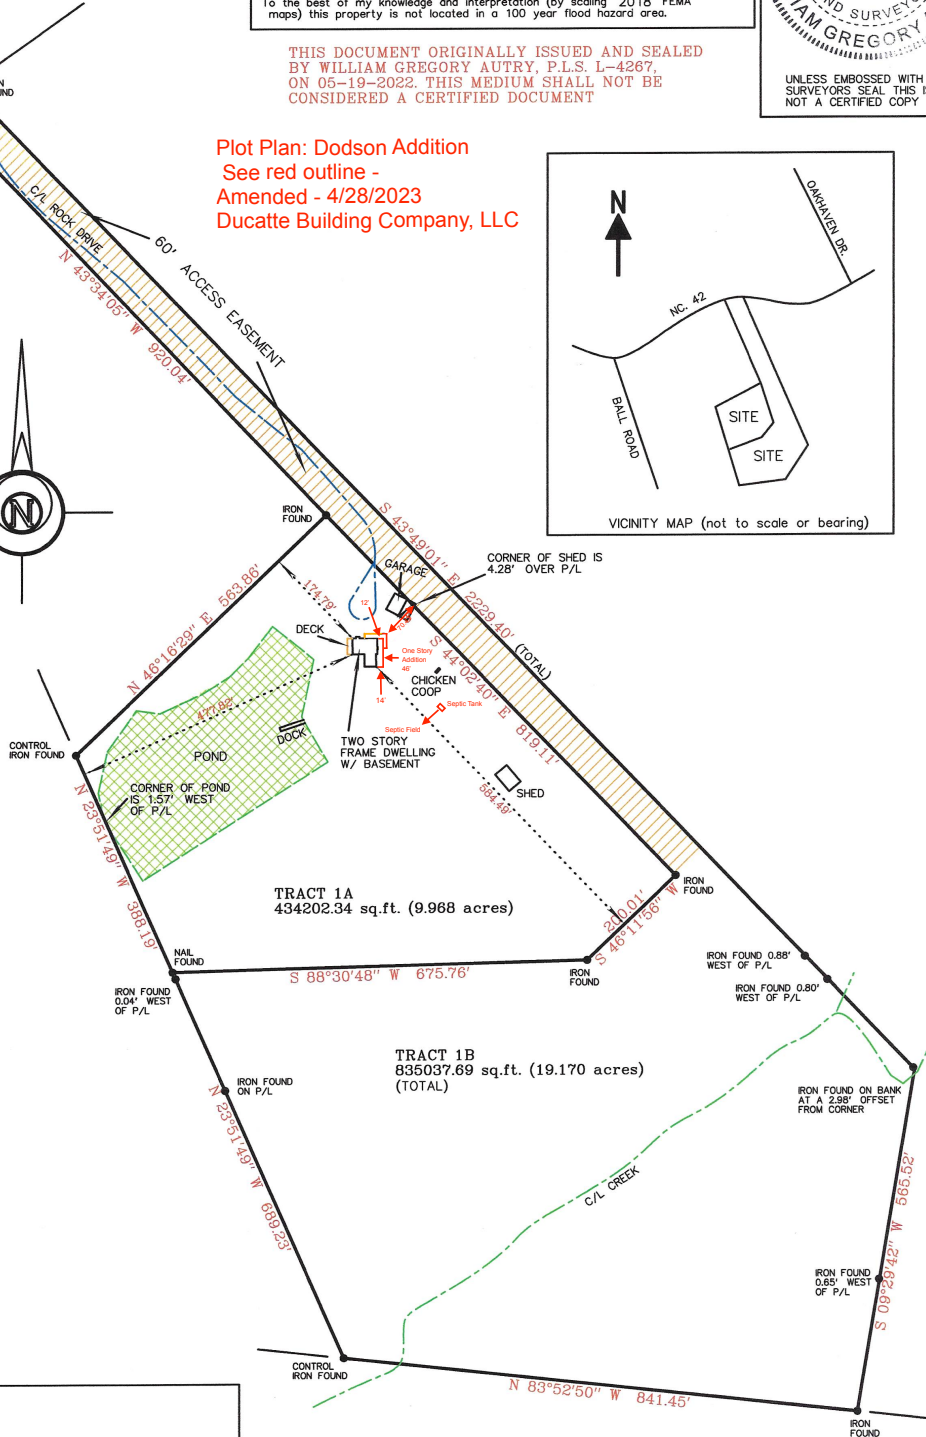 To the best of my knowledge and interpretation (by scaling 2018 FEMA
maps) this property is not located in a 100 year flood hazard area.
THIS DOCUMENT ORIGINALLY ISSUED AND SEALED
BY WILLIAM GREGORY AUTRY, P.L.S. L-4267,
ON 05-19-2022. THIS MEDIUM SHALL NOT BE
CONSIDERED A CERTIFIED DOCUMENT
SURVEYO
GREGORY
UNLESS EMBOSSED WITH
SURVEYORS SEAL THIS
NOT A CERTIFIED COPY
Plot Plan: Dodson Addition
See red outline -
Amended - 4/28/2023
Ducatte Building Company, LLC
N
OAKHAVEN DR.
NC. 42
BALL ROAD
SITE
SITE
VICINITY MAP (not to scale or bearing)
C/L ROCK DRIVE
N 43°34'05" W 920.04'
60' ACCESS EASEMENT
N
IRON
FOUND
S 43°49'01" E 2229.40'
(TOTAL)
CORNER OF SHED IS
4.28' OVER P/L
GARAGE
N 46°16'29" E 563.86'
174.79'
12'
DECK
One Story
Addition
46'
14'
CHICKEN
COOP
S 44°02'40" E 819.11'
Septic Tank
Septic Field
477.82'
DOCK
TWO STORY
FRAME DWELLING
W/ BASEMENT
POND
CONTROL
IRON FOUND
CORNER OF POND
IS 1.57' WEST
OF P/L
N 23°51'49" W 388.19'
SHED
584.49'
TRACT 1A
434202.34 sq.ft. (9.968 acres)
IRON
FOUND
200.01'
S 46°11'56" W
NAIL
FOUND
S 88°30'48" W 675.76'
IRON
FOUND
IRON FOUND
0.04' WEST
OF P/L
IRON FOUND 0.88'
WEST OF P/L
IRON FOUND 0.80'
WEST OF P/L
TRACT 1B
835037.69 sq.ft. (19.170 acres)
(TOTAL)
IRON FOUND
ON P/L
IRON FOUND ON BANK
AT A 2.98' OFFSET
FROM CORNER
N 23°51'49" W 689.23'
C/L CREEK
S 09°29'42" W 565.52'
IRON FOUND
0.65' WEST
OF P/L
CONTROL
IRON FOUND
N 83°52'50" W 841.45'
IRON
FOUND